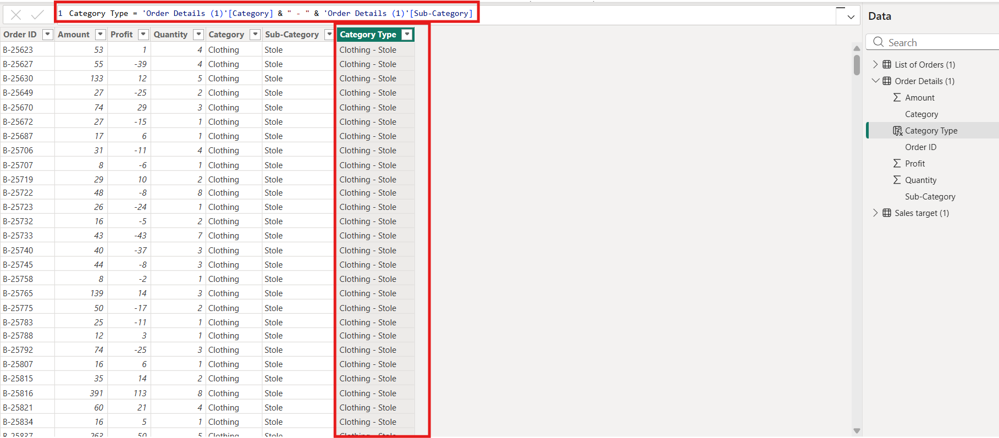 1 Category Type = 'Order Details (1)'[Category] & " - " & 'Order Details (1)'[Sub-Category]
Order ID Amount Profit Quantity Category Sub-Category Category Type
B-25623 53 1 4 Clothing Stole Clothing - Stole
B-25627 55 -39 4 Clothing Stole Clothing - Stole
B-25630 133 12 5 Clothing Stole Clothing - Stole
B-25649 27 -25 2 Clothing Stole Clothing - Stole
B-25670 74 29 3 Clothing Stole Clothing - Stole
B-25672 27 -15 1 Clothing Stole Clothing - Stole
B-25687 17 6 1 Clothing Stole Clothing - Stole
B-25706 31 -11 4 Clothing Stole Clothing - Stole
B-25707 8 -6 1 Clothing Stole Clothing - Stole
B-25719 29 10 2 Clothing Stole Clothing - Stole
B-25722 48 -8 8 Clothing Stole Clothing - Stole
B-25723 26 -24 1 Clothing Stole Clothing - Stole
B-25732 16 -5 2 Clothing Stole Clothing - Stole
B-25733 43 -43 7 Clothing Stole Clothing - Stole
B-25740 40 -37 3 Clothing Stole Clothing - Stole
B-25745 44 -8 3 Clothing Stole Clothing - Stole
B-25758 8 -2 1 Clothing Stole Clothing - Stole
B-25765 139 14 3 Clothing Stole Clothing - Stole
B-25775 50 -17 2 Clothing Stole Clothing - Stole
B-25783 25 -11 1 Clothing Stole Clothing - Stole
B-25788 12 3 1 Clothing Stole Clothing - Stole
B-25792 74 -25 3 Clothing Stole Clothing - Stole
B-25807 16 6 1 Clothing Stole Clothing - Stole
B-25815 35 14 2 Clothing Stole Clothing - Stole
B-25816 391 113 8 Clothing Stole Clothing - Stole
B-25821 60 21 4 Clothing Stole Clothing - Stole
B-25834 16 5 1 Clothing Stole Clothing - Stole
B-25837 263 50 5 Clothing Stole Clothing - Stole
Data
Search
List of Orders (1)
Order Details (1)
Amount
Category
Category Type
Order ID
Profit
Quantity
Sub-Category
Sales target (1)